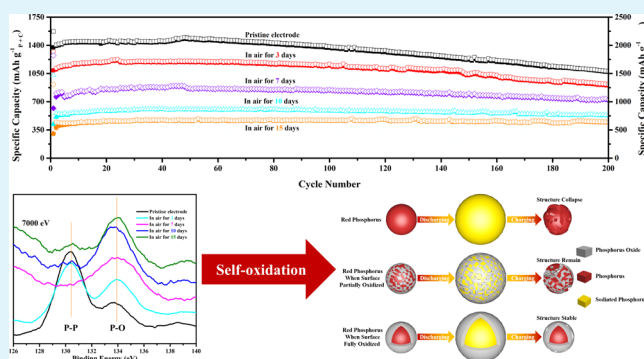 Specific Capacity (mAh g⁻¹ P + C)
1750
1400
1050
700
350
0
Pristine electrode
In air for 3 days
In air for 7 days
In air for 10 days
In air for 15 days
2500
2000
1500
1000
500
0
Specific Capacity (mAh g⁻¹
0 20 40 60 80 100 120 140 160 180 200
Cycle Number
7000 eV
Pristine electrode
In air for days
In air for 7 days
In air for 10 days
In air for 15 days
P-P
P-O
126 128 130 132 134 136 138 140
Binding Energy (eV)
Self-oxidation
Red Phosphorus
Discharging
Charging
Structure Collapse
Red Phosphorus
When Surface
Partially Oxidized
Discharging
Charging
Structure Remain
Red Phosphorus
When Surface
Fully Oxidized
Discharging
Charging
Structure Stable
Phosphorus Oxide
Phosphorus
Sodiated Phosphorus